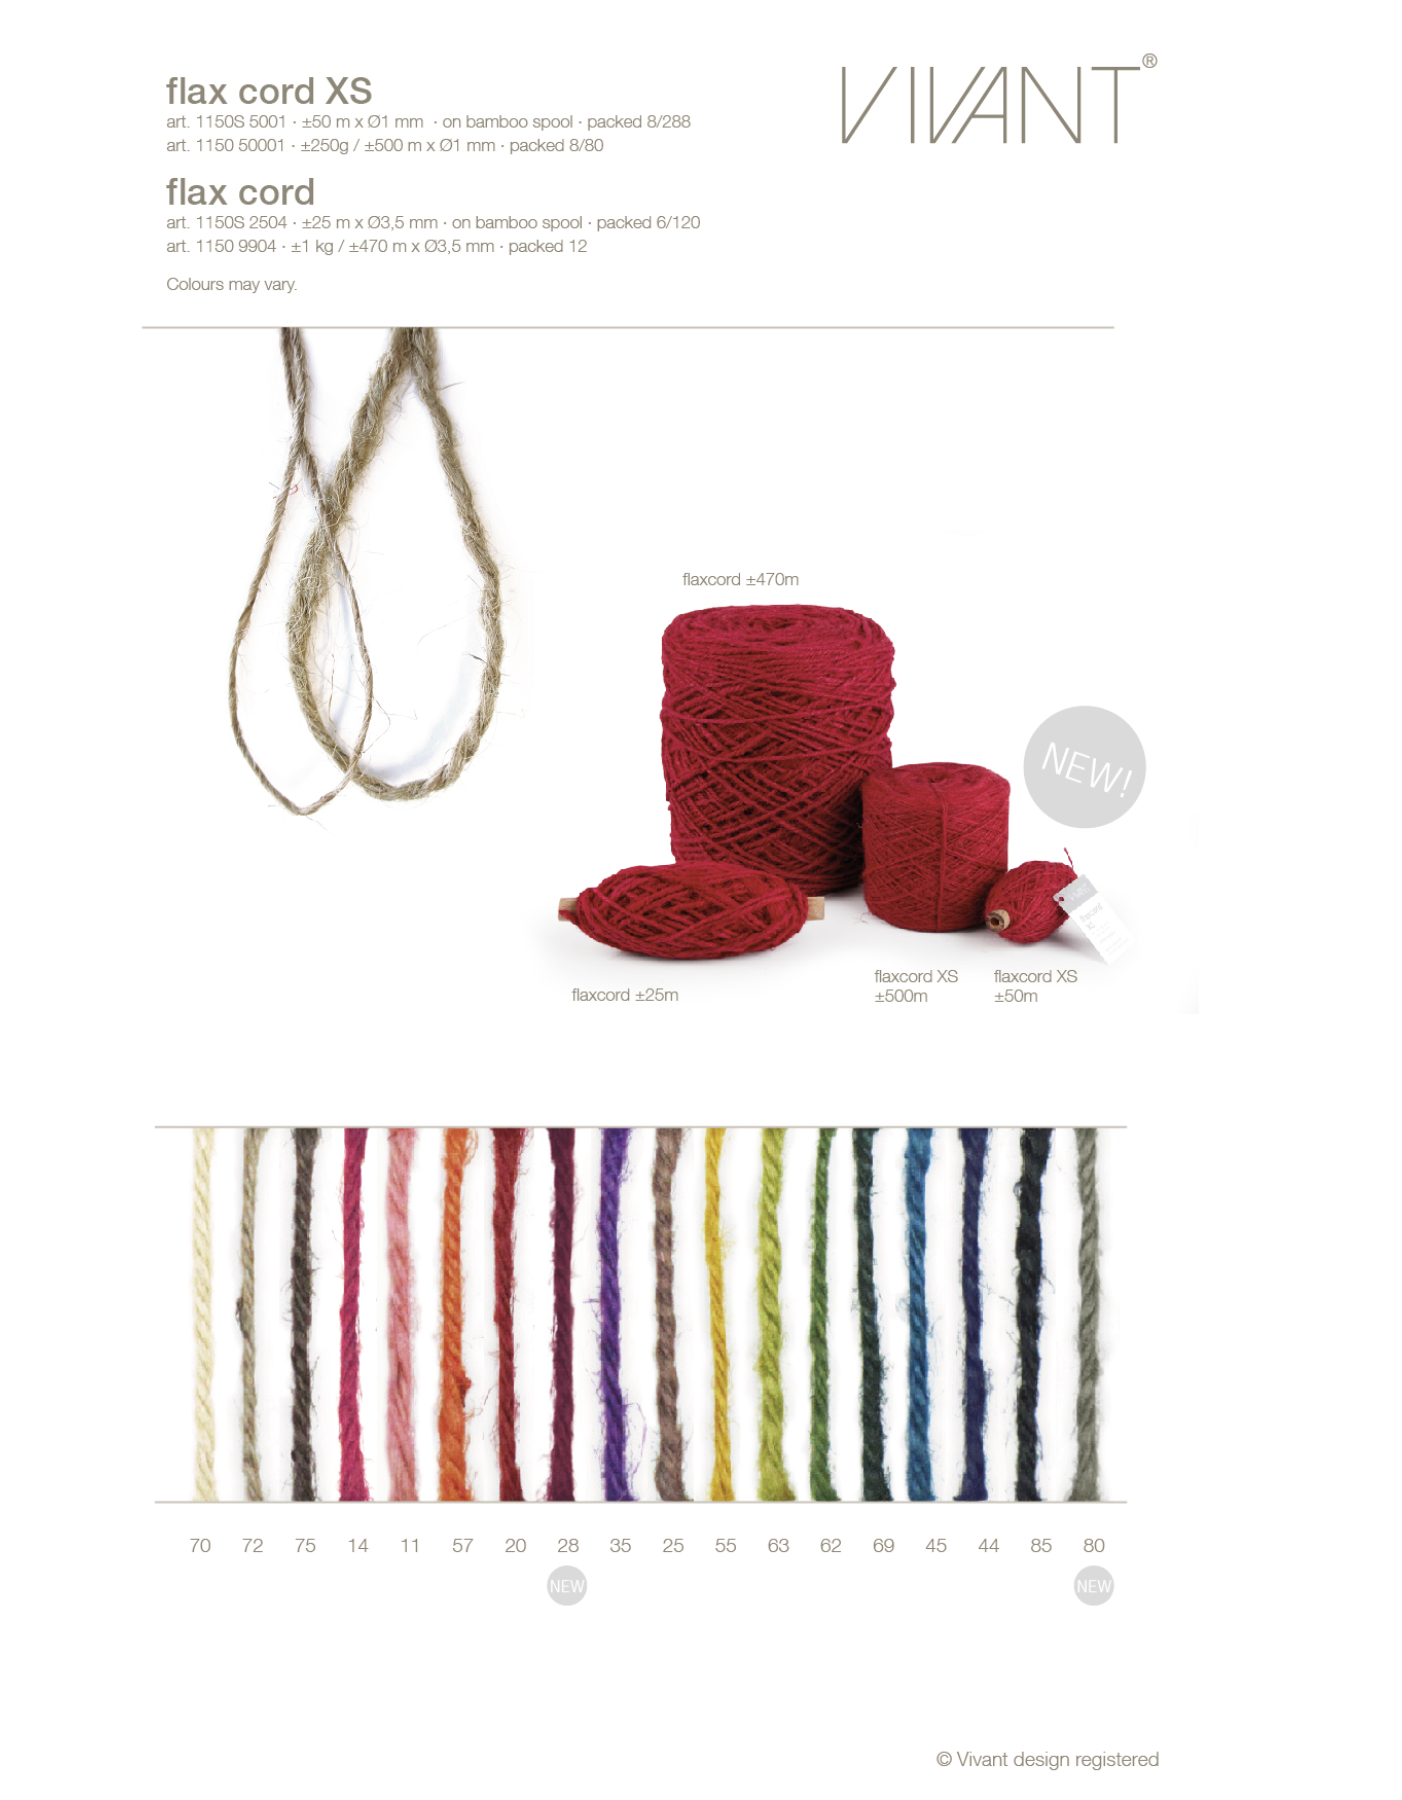 VIVANT®
flax cord XS
art. 1150S 5001 · ±50 m x Ø1 mm · on bamboo spool · packed 8/288
art. 1150 50001 · ±250g / ±500 m x Ø1 mm · packed 8/80
flax cord
art. 1150S 2504 · ±25 m x Ø3,5 mm · on bamboo spool · packed 6/120
art. 1150 9904 · ±1 kg / ±470 m x Ø3,5 mm · packed 12
Colours may vary.
flaxcord ±470m
NEW!
flaxcord ±25m
flaxcord XS
±500m
flaxcord XS
±50m
70 72 75 14 11 57 20 28 35 25 55 63 62 69 45 44 85 80
NEW NEW
© Vivant design registered